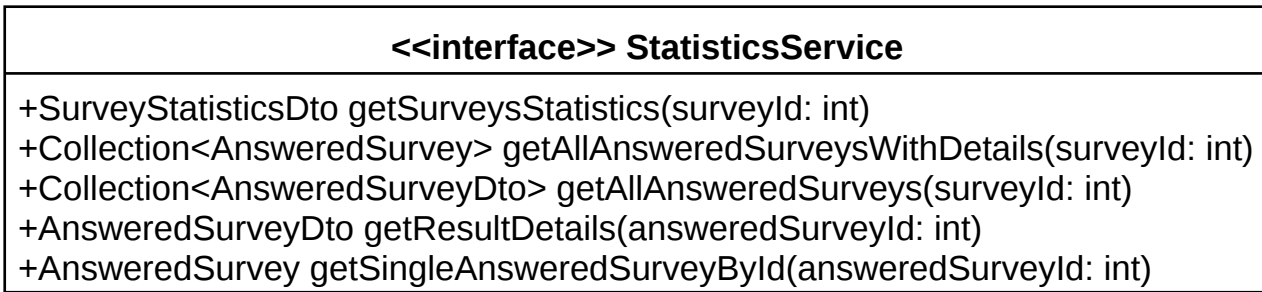 <<interface>> StatisticsService
+SurveyStatisticsDto getSurveysStatistics(surveyId: int)
+Collection<AnsweredSurvey> getAllAnsweredSurveysWithDetails(surveyId: int)
+Collection<AnsweredSurveyDto> getAllAnsweredSurveys(surveyId: int)
+AnsweredSurveyDto getResultDetails(answeredSurveyId: int)
+AnsweredSurvey getSingleAnsweredSurveyById(answeredSurveyId: int)